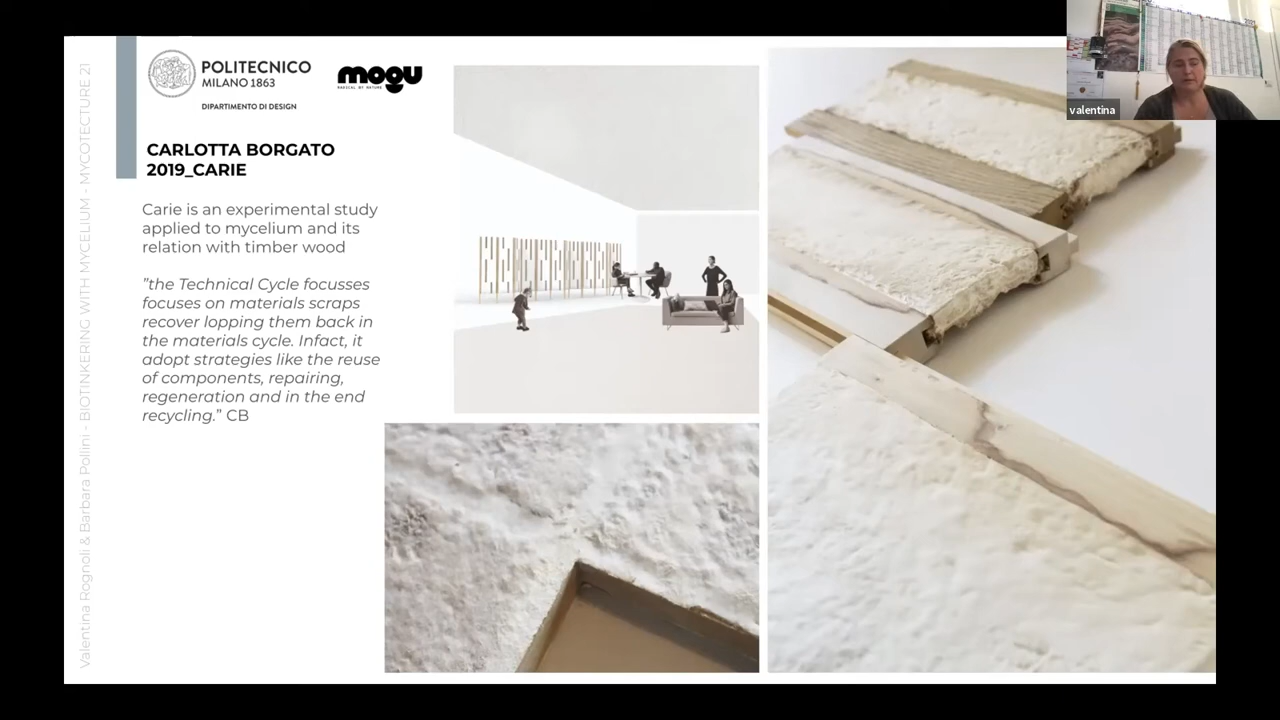 POLITECNICO
MILANO 1863
DIPARTIMENTO DI DESIGN
mogu
RADICAL BY NATURE
CARLOTTA BORGATO
2019_CARIE
Carie is an experimental study
applied to mycelium and its
relation with timber wood
"the Technical Cycle focusses
focuses on materials scraps
recover lopping them back in
the materials cycle. Infact, it
adopt strategies like the reuse
of components, repairing,
regeneration and in the end
recycling." CB
Valentina Rognoli & Barbara Pollini - BIOTINKERING WITH MYCELIUM - MYCOTECTURE 21
valentina